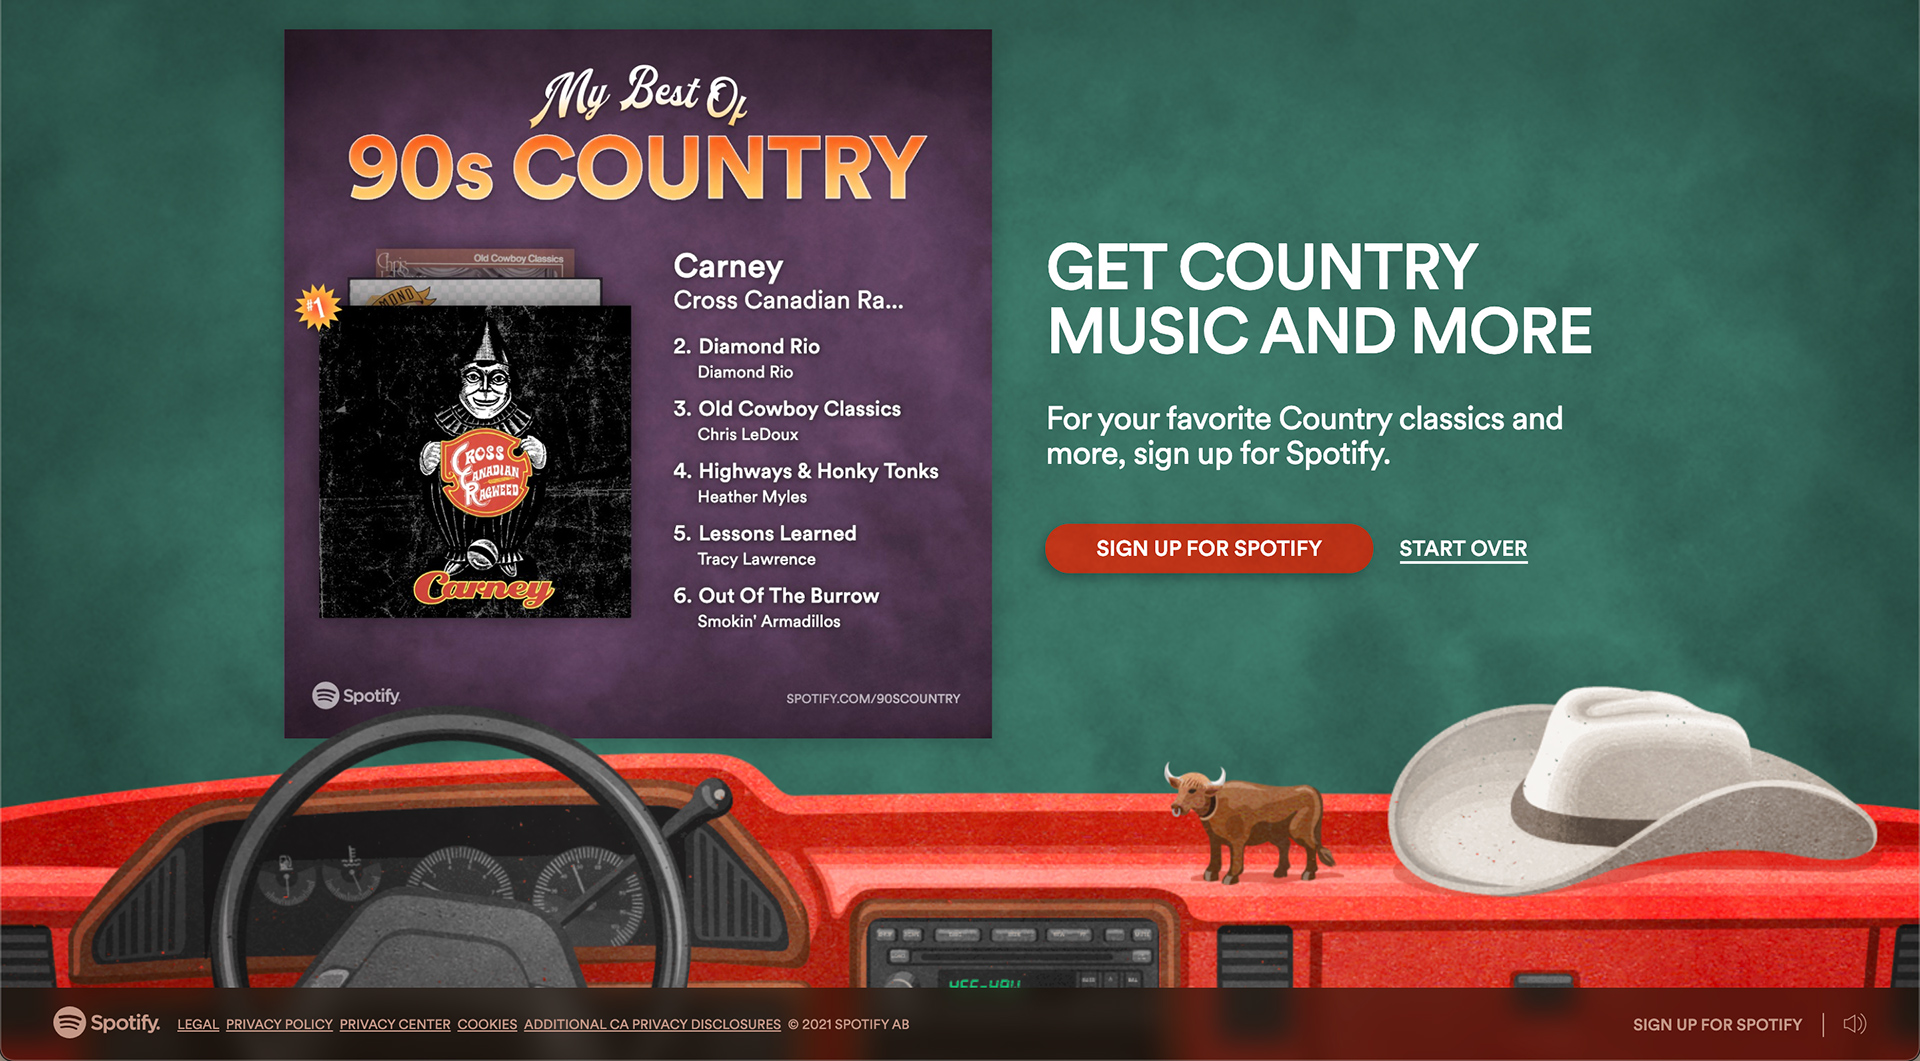 My Best Of
90s COUNTRY
Old Cowboy Classics
Chris
MOND
#1
CROSS
CANADIAN
RAGWEED
Carney
Carney
Cross Canadian Ra...
2. Diamond Rio
Diamond Rio
3. Old Cowboy Classics
Chris LeDoux
4. Highways & Honky Tonks
Heather Myles
5. Lessons Learned
Tracy Lawrence
6. Out Of The Burrow
Smokin' Armadillos
Spotify
SPOTIFY.COM/90SCOUNTRY
GET COUNTRY
MUSIC AND MORE
For your favorite Country classics and
more, sign up for Spotify.
SIGN UP FOR SPOTIFY
START OVER
YEE-HAW
Spotify
LEGAL PRIVACY POLICY PRIVACY CENTER COOKIES ADDITIONAL CA PRIVACY DISCLOSURES © 2021 SPOTIFY AB
SIGN UP FOR SPOTIFY